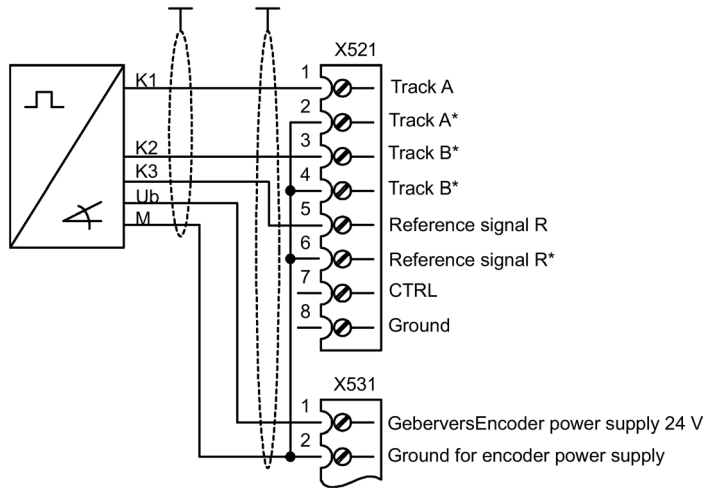 X521
K1
1
Track A
2
Track A*
K2
3
Track B*
K3
4
Track B*
Ub
5
Reference signal R
M
6
Reference signal R*
7
CTRL
8
Ground
X531
1
GeberversEncoder power supply 24 V
2
Ground for encoder power supply